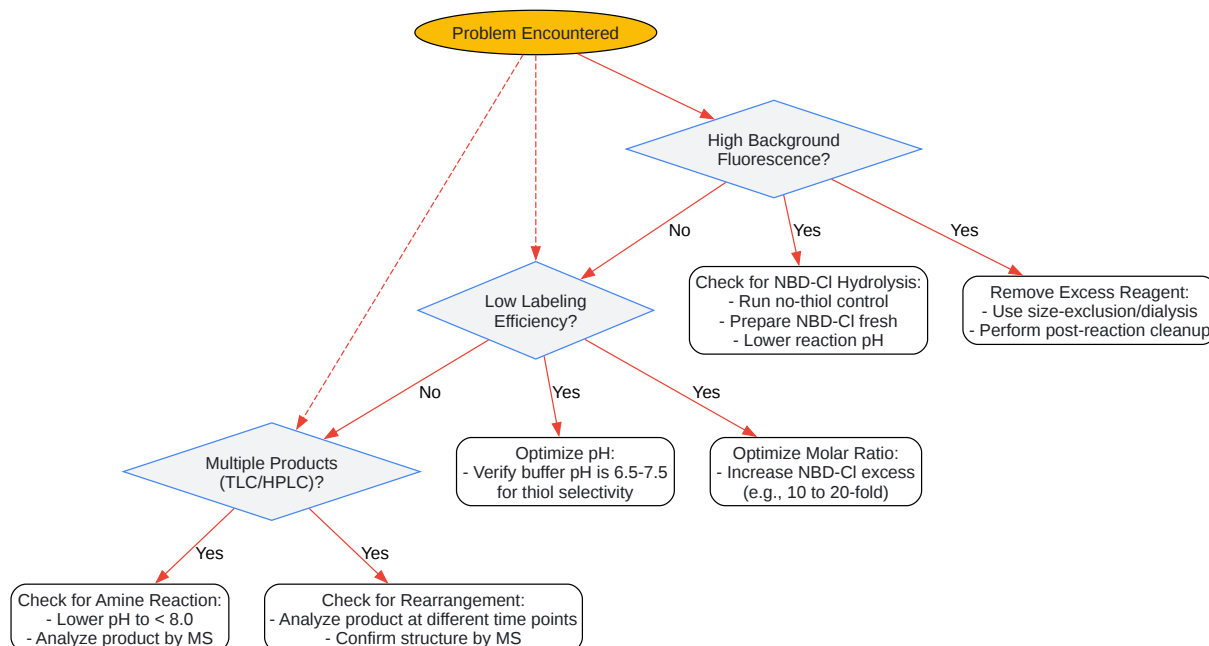 Problem Encountered
High Background
Fluorescence?
No
Yes
Yes
Low Labeling
Efficiency?
Check for NBD-Cl Hydrolysis:
- Run no-thiol control
- Prepare NBD-Cl fresh
- Lower reaction pH
Remove Excess Reagent:
- Use size-exclusion/dialysis
- Perform post-reaction cleanup
No
Yes
Yes
Multiple Products
(TLC/HPLC)?
Optimize pH:
- Verify buffer pH is 6.5-7.5
for thiol selectivity
Optimize Molar Ratio:
- Increase NBD-Cl excess
(e.g., 10 to 20-fold)
Yes
Yes
Check for Amine Reaction:
- Lower pH to < 8.0
- Analyze product by MS
Check for Rearrangement:
- Analyze product at different time points
- Confirm structure by MS